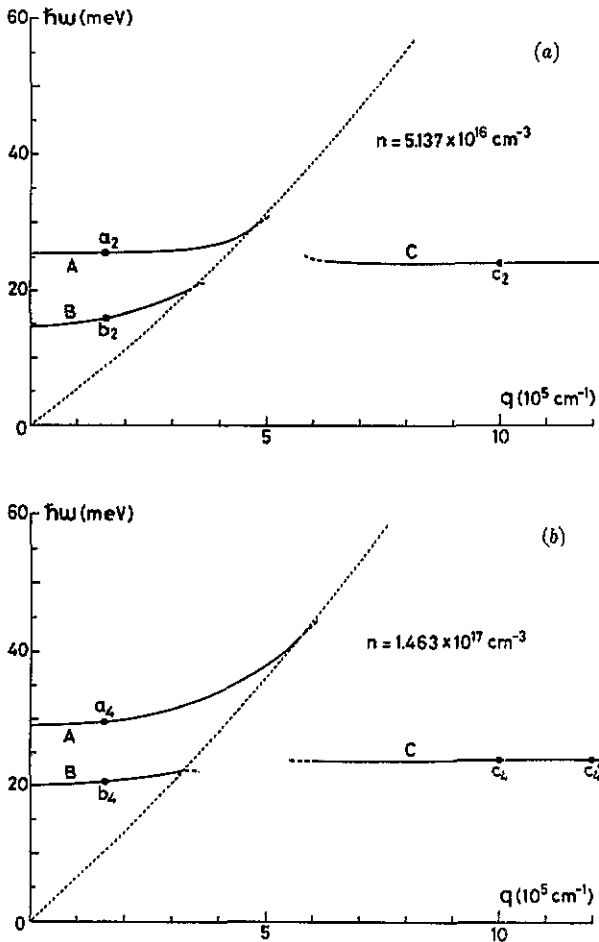 60 ħω (meV)
(a)
n = 5.137 x 10¹⁶ cm⁻³
40
a₂
A
C
c₂
20
B
b₂
q (10⁵ cm⁻¹)
0
5
10
60 ħω (meV)
(b)
n = 1.463 x 10¹⁷ cm⁻³
40
a₄
A
C
c₄
c₄
20
B
b₄
q (10⁵ cm⁻¹)
0
5
10